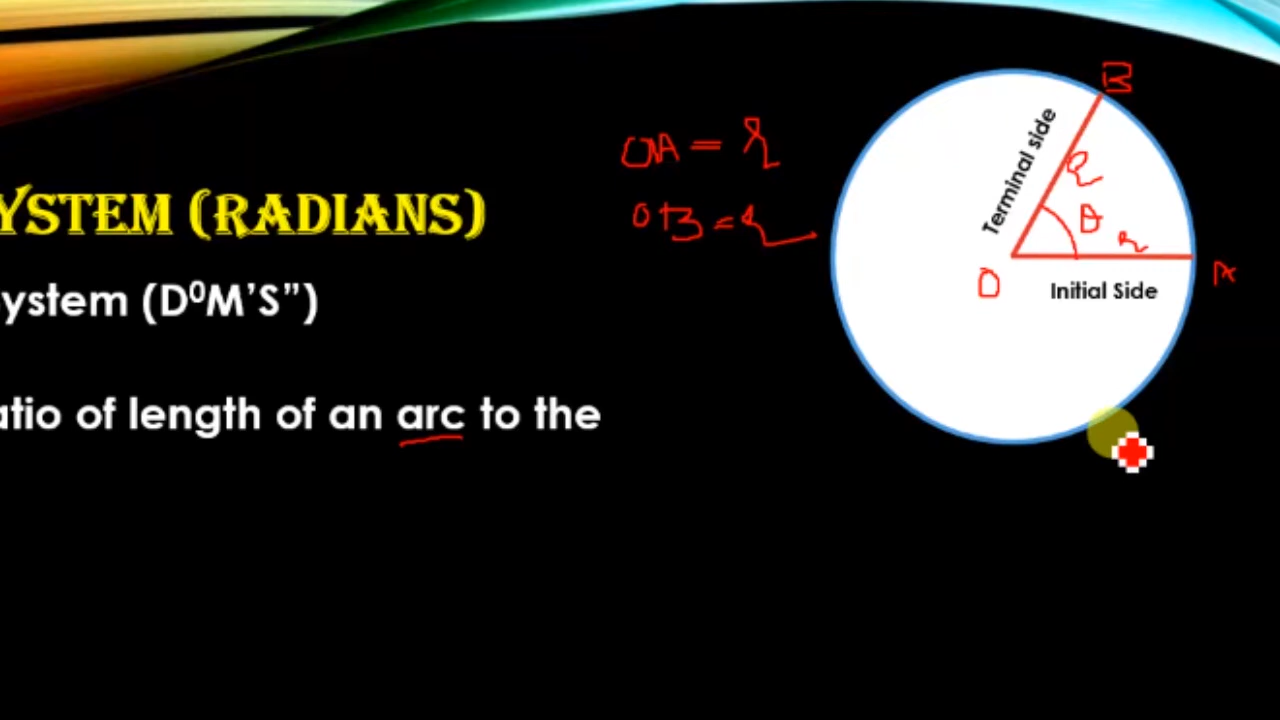 YSTEM (RADIANS)
ystem (D⁰M’S”)
atio of length of an arc to the
OA = r
OB = r
B
Terminal side
r
θ
r
O
A
Initial Side